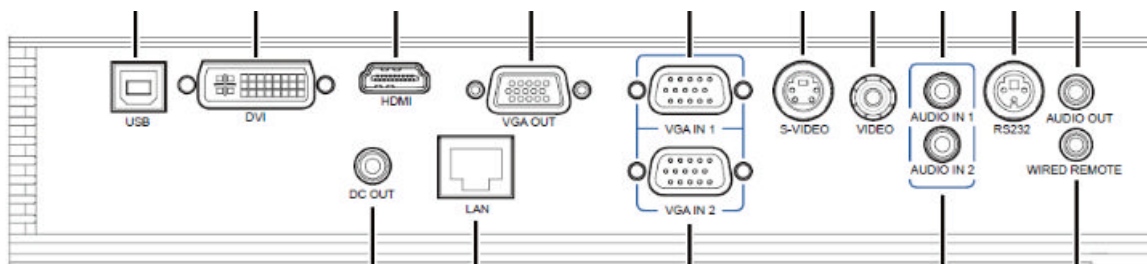 USB
DVI
HDMI
VGA OUT
VGA IN 1
S-VIDEO
VIDEO
AUDIO IN 1
RS232
AUDIO OUT
DC OUT
LAN
VGA IN 2
AUDIO IN 2
WIRED REMOTE